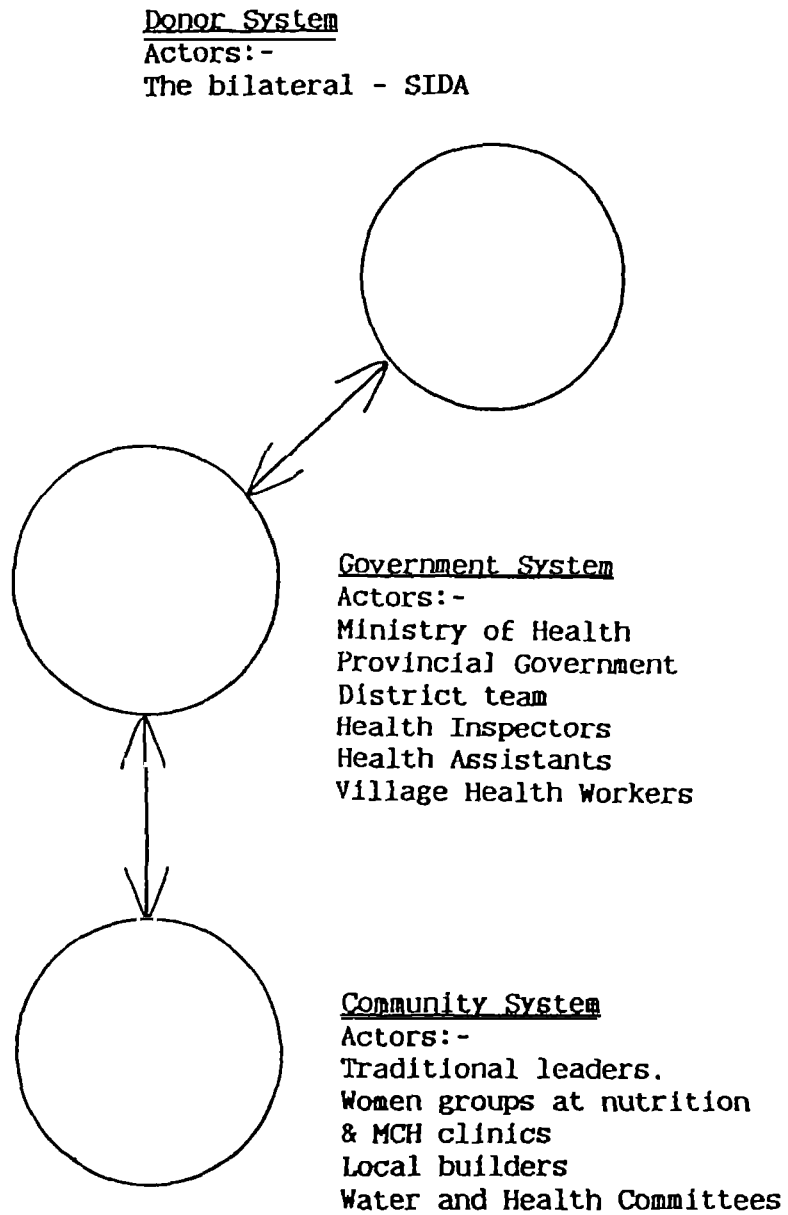 Donor System
Actors:-
The bilateral - SIDA
Government System
Actors:-
Ministry of Health
Provincial Government
District team
Health Inspectors
Health Assistants
Village Health Workers
Community System
Actors:-
Traditional leaders.
Women groups at nutrition
& MCH clinics
Local builders
Water and Health Committees